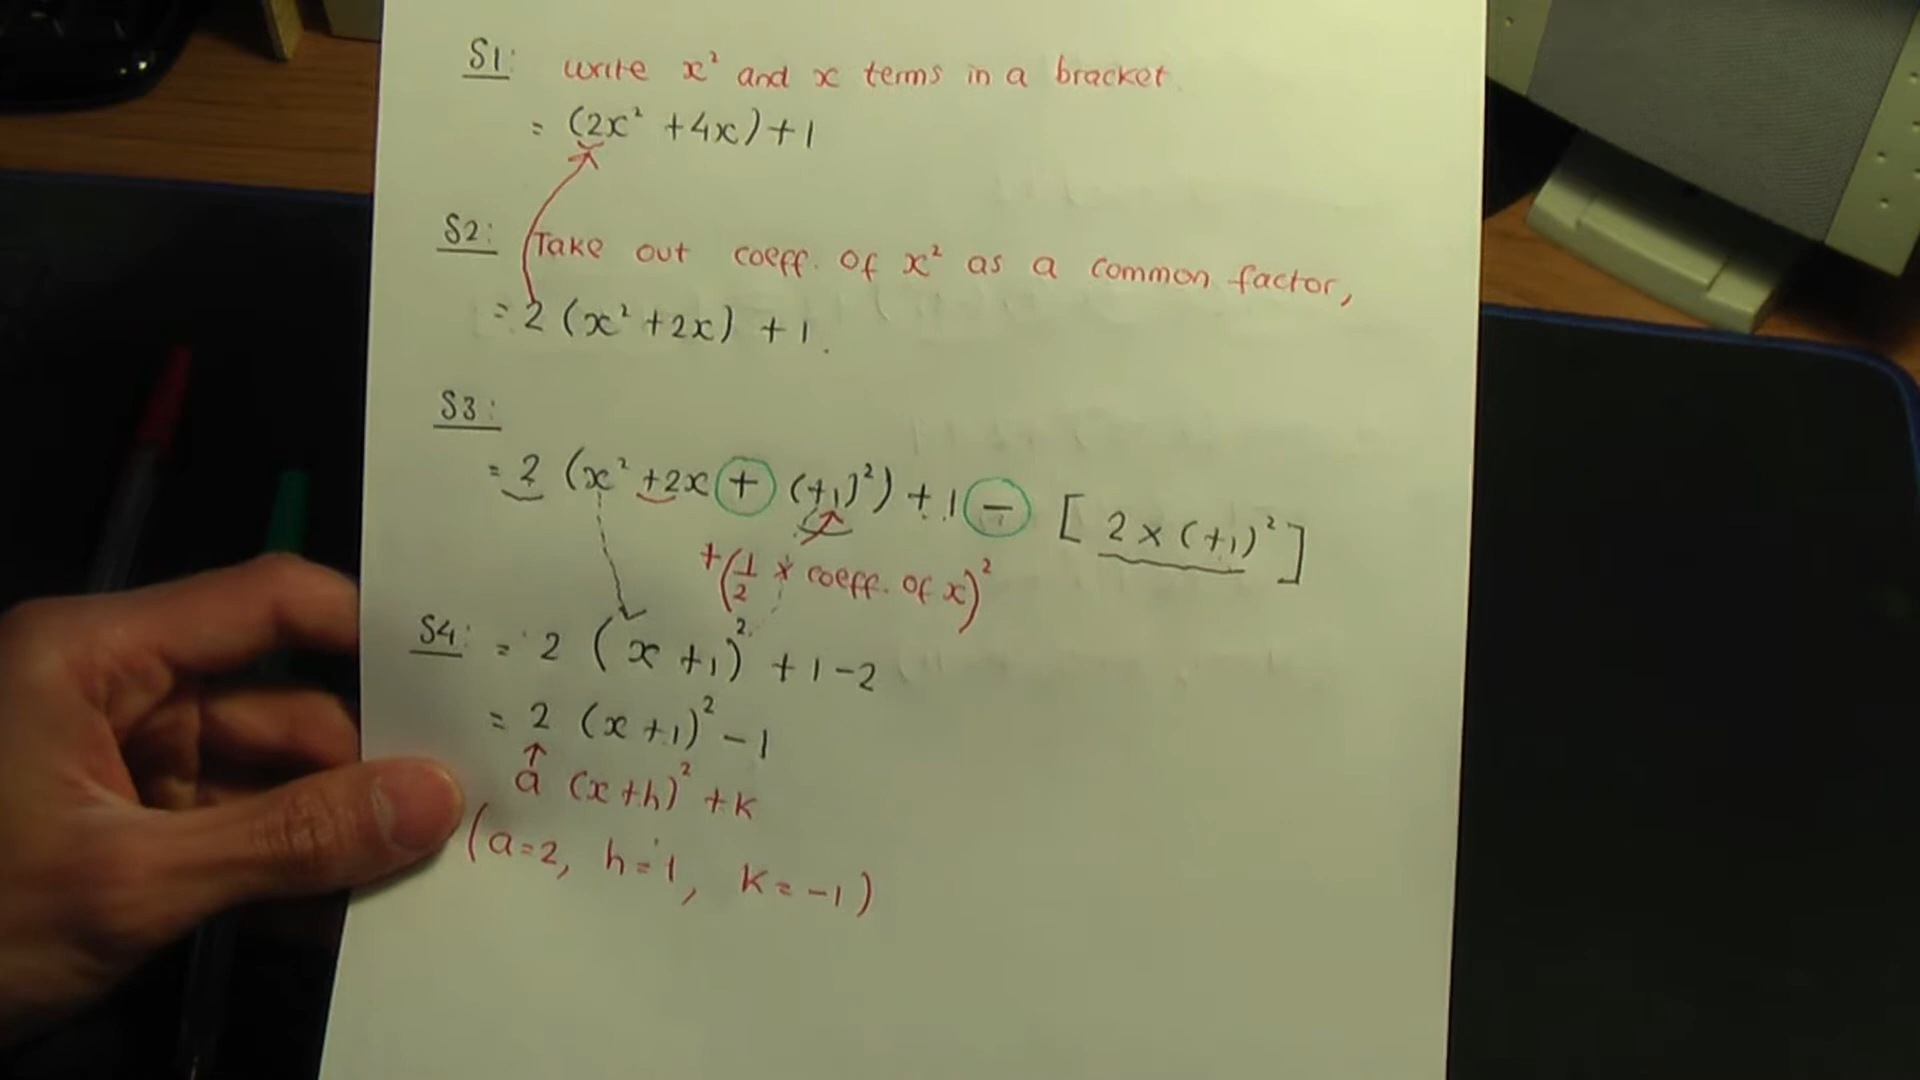 S1: write x² and x terms in a bracket
= (2x² +4x)+1
S2: Take out coeff. of x² as a common factor,
= 2 (x² +2x) +1.
S3:
= 2 (x² +2x + (+1)²) +1 - [ 2 × (+1)² ]
+(1/2 × coeff. of x)²
S4: = 2 (x +1)² +1-2
= 2 (x +1)² -1
a (x+h)² +k
(a=2, h=1, k=-1)